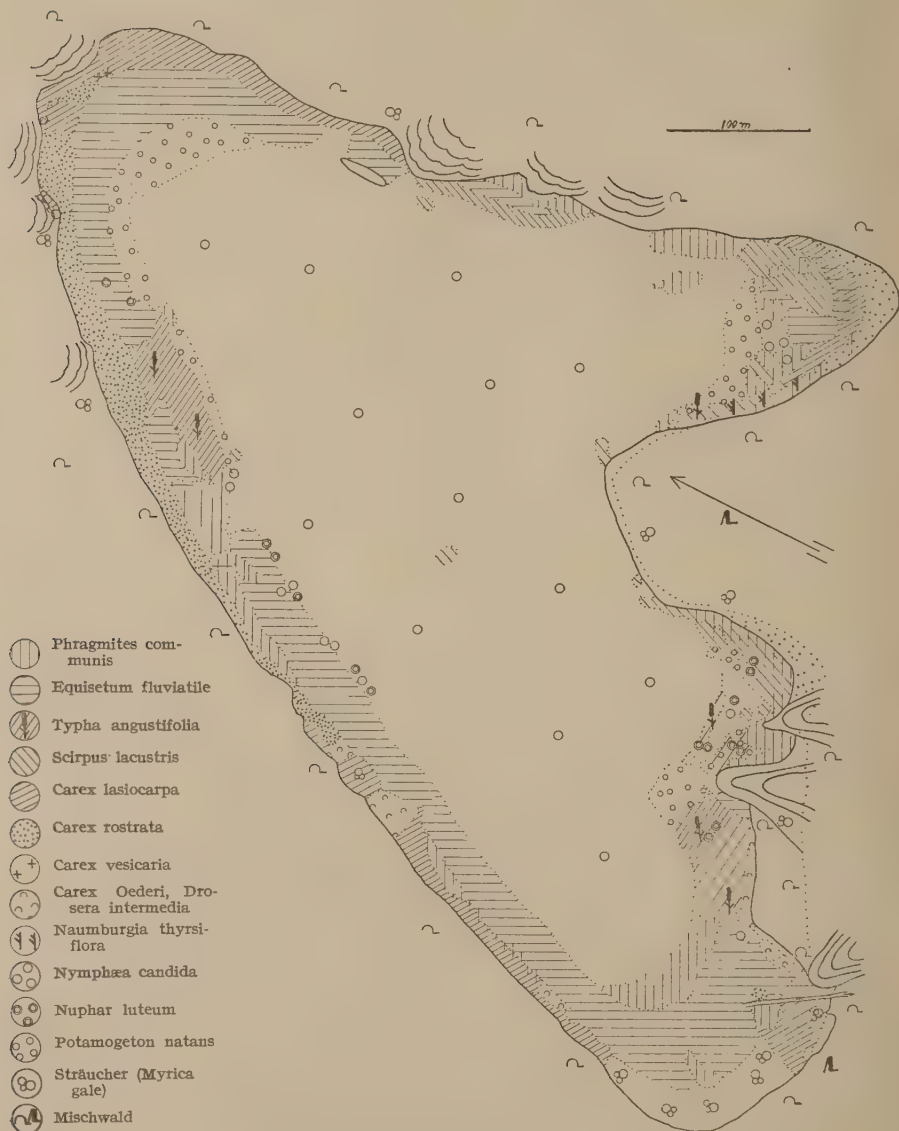 100 m
Phragmites com-
munis
Equisetum fluviatile
Typha angustifolia
Scirpus lacustris
Carex lasiocarpa
Carex rostrata
Carex vesicaria
Carex Oederi, Dro-
sera intermedia
Naumburgia thyrsi-
flora
Nymphæa candida
Nuphar luteum
Potamogeton natans
Sträucher (Myrica
gale)
Mischwald